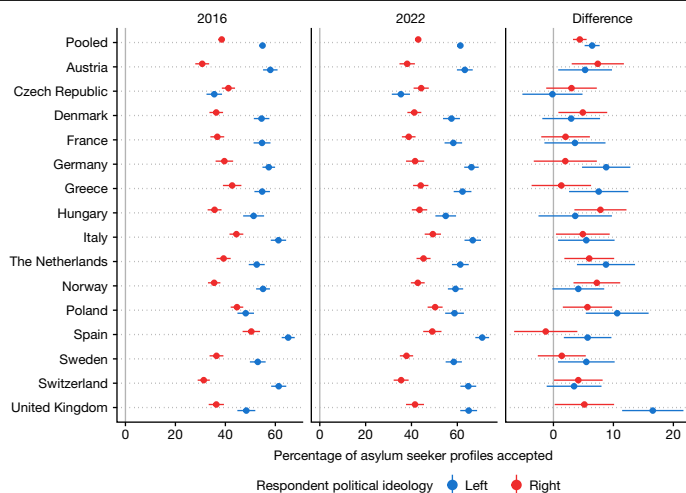 2016 2022 Difference
Pooled
Austria
Czech Republic
Denmark
France
Germany
Greece
Hungary
Italy
The Netherlands
Norway
Poland
Spain
Sweden
Switzerland
United Kingdom
0 20 40 60 0 20 40 60 0 10 20
Percentage of asylum seeker profiles accepted
Respondent political ideology Left Right